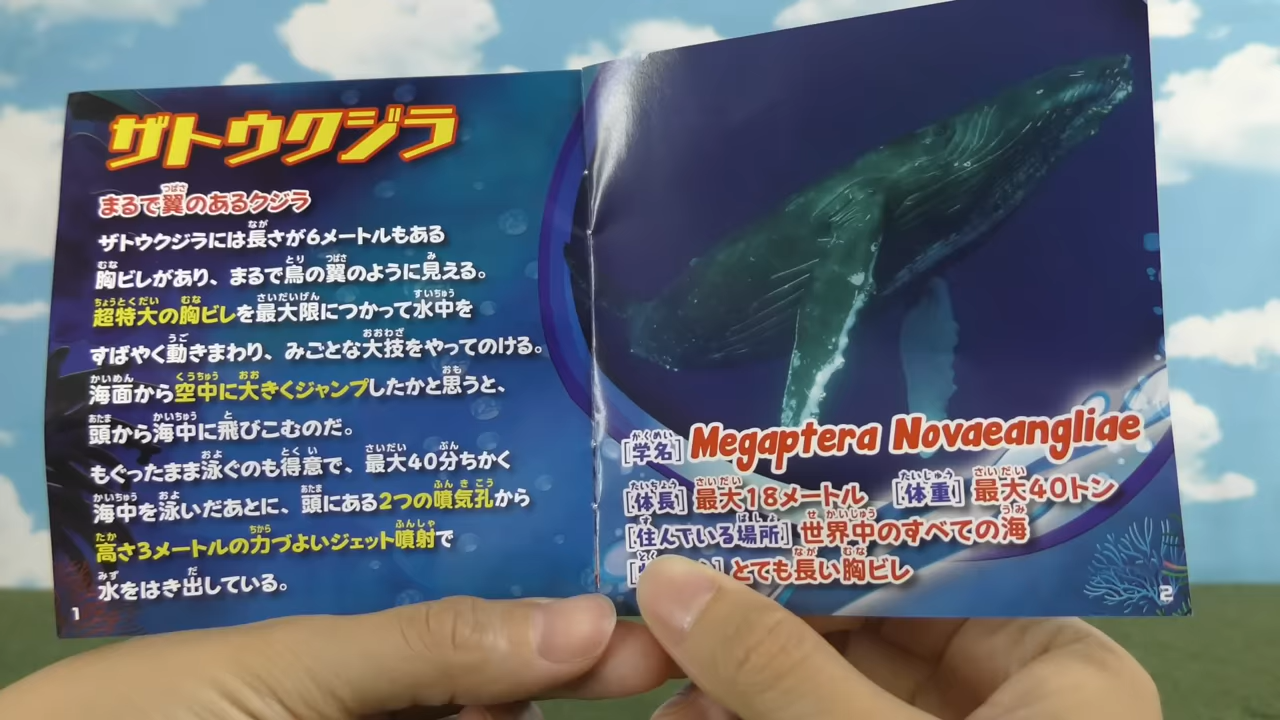 ザトウクジラ
まるで翼のあるクジラ
ザトウクジラには長さが6メートルもある
胸ビレがあり、まるで鳥の翼のように見える。
超特大の胸ビレを最大限につかって水中を
すばやく動きまわり、みごとな大技をやってのける。
海面から空中に大きくジャンプしたかと思うと、
頭から海中に飛びこむのだ。
もぐったまま泳ぐのも得意で、最大40分ちかく
海中を泳いだあとに、頭にある2つの噴気孔から
高さ3メートルの力づよいジェット噴射で
水をはき出している。
1
[学名] Megaptera Novaeangliae
[体長] 最大18メートル [体重] 最大40トン
[住んでいる場所] 世界中のすべての海
とても長い胸ビレ
2